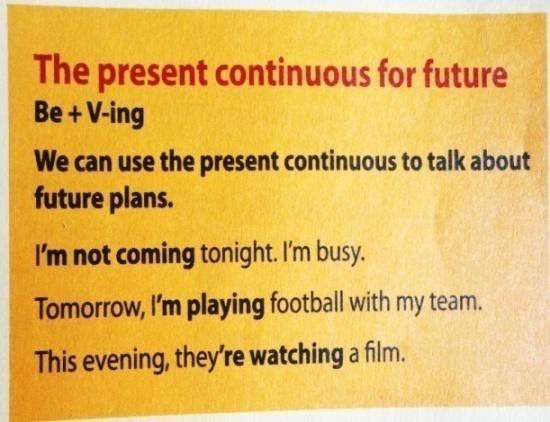 The present continuous for future
Be + V-ing
We can use the present continuous to talk about
future plans.
I'm not coming tonight. I'm busy.
Tomorrow, I'm playing football with my team.
This evening, they're watching a film.